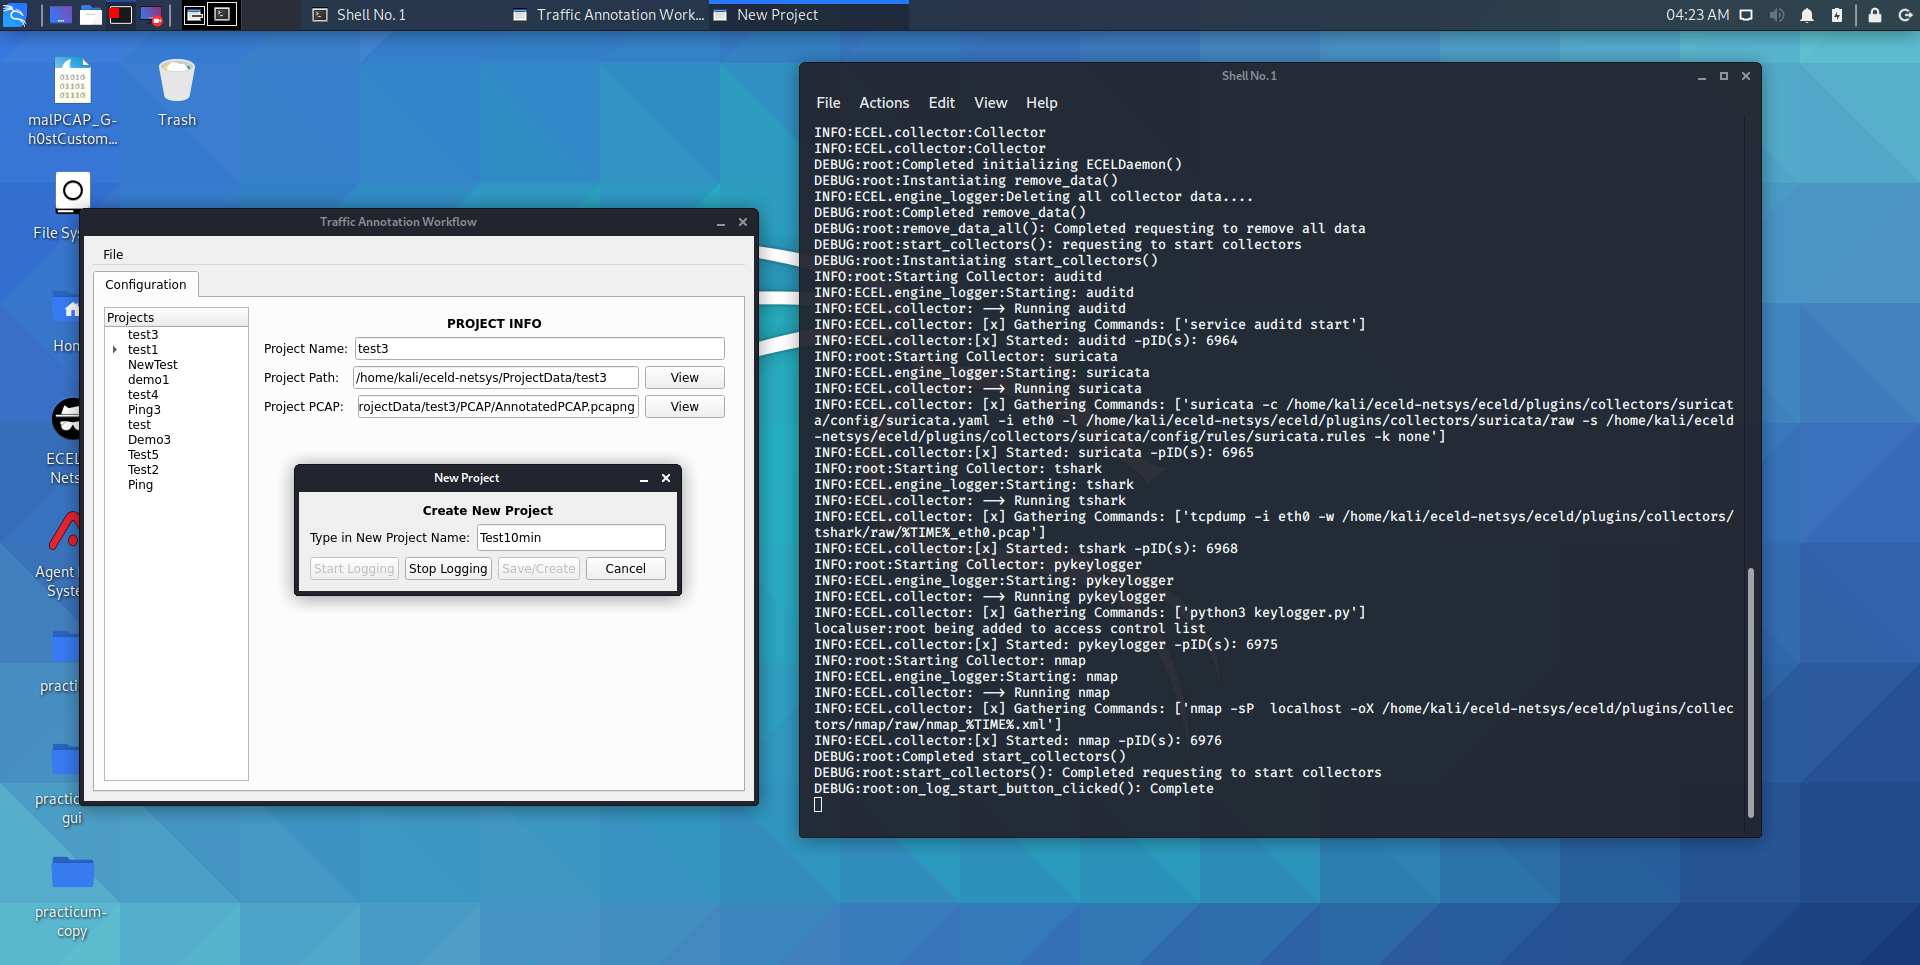 Shell No. 1
Traffic Annotation Work...
New Project
04:23 AM
malPCAP_G-
h0stCustom...
Trash
File Sy
Hom
ECEL
Nets
Agent
Syste
practi
practic
gui
practicum-
copy
Traffic Annotation Workflow
File
Configuration
Projects
test3
test1
NewTest
demo1
test4
Ping3
test
Demo3
Test5
Test2
Ping
PROJECT INFO
Project Name: test3
Project Path: /home/kali/eceld-netsys/ProjectData/test3 View
Project PCAP: rojectData/test3/PCAP/AnnotatedPCAP.pcapng View
New Project
Create New Project
Type in New Project Name: Test10min
Start Logging Stop Logging Save/Create Cancel
Shell No. 1
File Actions Edit View Help
INFO:ECEL.collector:Collector
INFO:ECEL.collector:Collector
DEBUG:root:Completed initializing ECELDaemon()
DEBUG:root:Instantiating remove_data()
INFO:ECEL.engine_logger:Deleting all collector data....
DEBUG:root:Completed remove_data()
DEBUG:root:remove_data_all(): Completed requesting to remove all data
DEBUG:root:start_collectors(): requesting to start collectors
DEBUG:root:Instantiating start_collectors()
INFO:root:Starting Collector: auditd
INFO:ECEL.engine_logger:Starting: auditd
INFO:ECEL.collector: --> Running auditd
INFO:ECEL.collector: [x] Gathering Commands: ['service auditd start']
INFO:ECEL.collector:[x] Started: auditd -pID(s): 6964
INFO:root:Starting Collector: suricata
INFO:ECEL.engine_logger:Starting: suricata
INFO:ECEL.collector: --> Running suricata
INFO:ECEL.collector: [x] Gathering Commands: ['suricata -c /home/kali/eceld-netsys/eceld/plugins/collectors/suricat
a/config/suricata.yaml -i eth0 -l /home/kali/eceld-netsys/eceld/plugins/collectors/suricata/raw -s /home/kali/eceld
-netsys/eceld/plugins/collectors/suricata/config/rules/suricata.rules -k none']
INFO:ECEL.collector:[x] Started: suricata -pID(s): 6965
INFO:root:Starting Collector: tshark
INFO:ECEL.engine_logger:Starting: tshark
INFO:ECEL.collector: --> Running tshark
INFO:ECEL.collector: [x] Gathering Commands: ['tcpdump -i eth0 -w /home/kali/eceld-netsys/eceld/plugins/collectors/
tshark/raw/%TIME%_eth0.pcap']
INFO:ECEL.collector:[x] Started: tshark -pID(s): 6968
INFO:root:Starting Collector: pykeylogger
INFO:ECEL.engine_logger:Starting: pykeylogger
INFO:ECEL.collector: --> Running pykeylogger
INFO:ECEL.collector: [x] Gathering Commands: ['python3 keylogger.py']
localuser:root being added to access control list
INFO:ECEL.collector:[x] Started: pykeylogger -pID(s): 6975
INFO:root:Starting Collector: nmap
INFO:ECEL.engine_logger:Starting: nmap
INFO:ECEL.collector: --> Running nmap
INFO:ECEL.collector: [x] Gathering Commands: ['nmap -sP  localhost -oX /home/kali/eceld-netsys/eceld/plugins/collec
tors/nmap/raw/nmap_%TIME%.xml']
INFO:ECEL.collector:[x] Started: nmap -pID(s): 6976
DEBUG:root:Completed start_collectors()
DEBUG:root:start_collectors(): Completed requesting to start collectors
DEBUG:root:on_log_start_button_clicked(): Complete